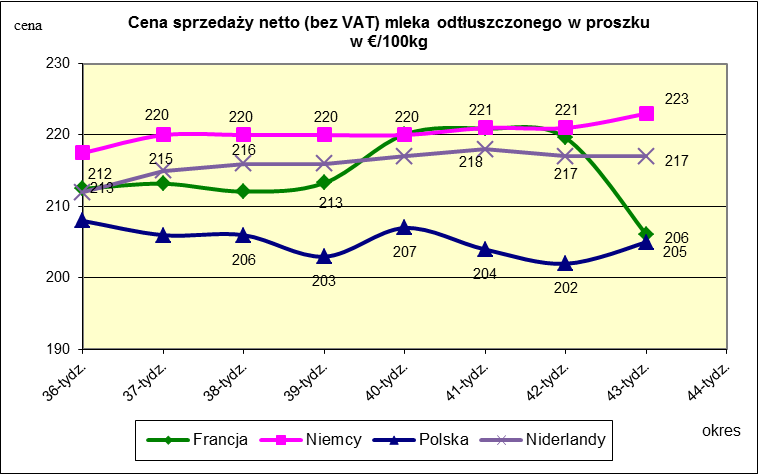 cena
Cena sprzedaży netto (bez VAT) mleka odtłuszczonego w proszku
w €/100kg
230
220
210
200
190
220
220
220
220
221
221
223
212
213
215
216
213
218
217
217
206
205
206
203
207
204
202
36-tydz.
37-tydz.
38-tydz.
39-tydz.
40-tydz.
41-tydz.
42-tydz.
43-tydz.
44-tydz.
okres
Francja Niemcy Polska Niderlandy